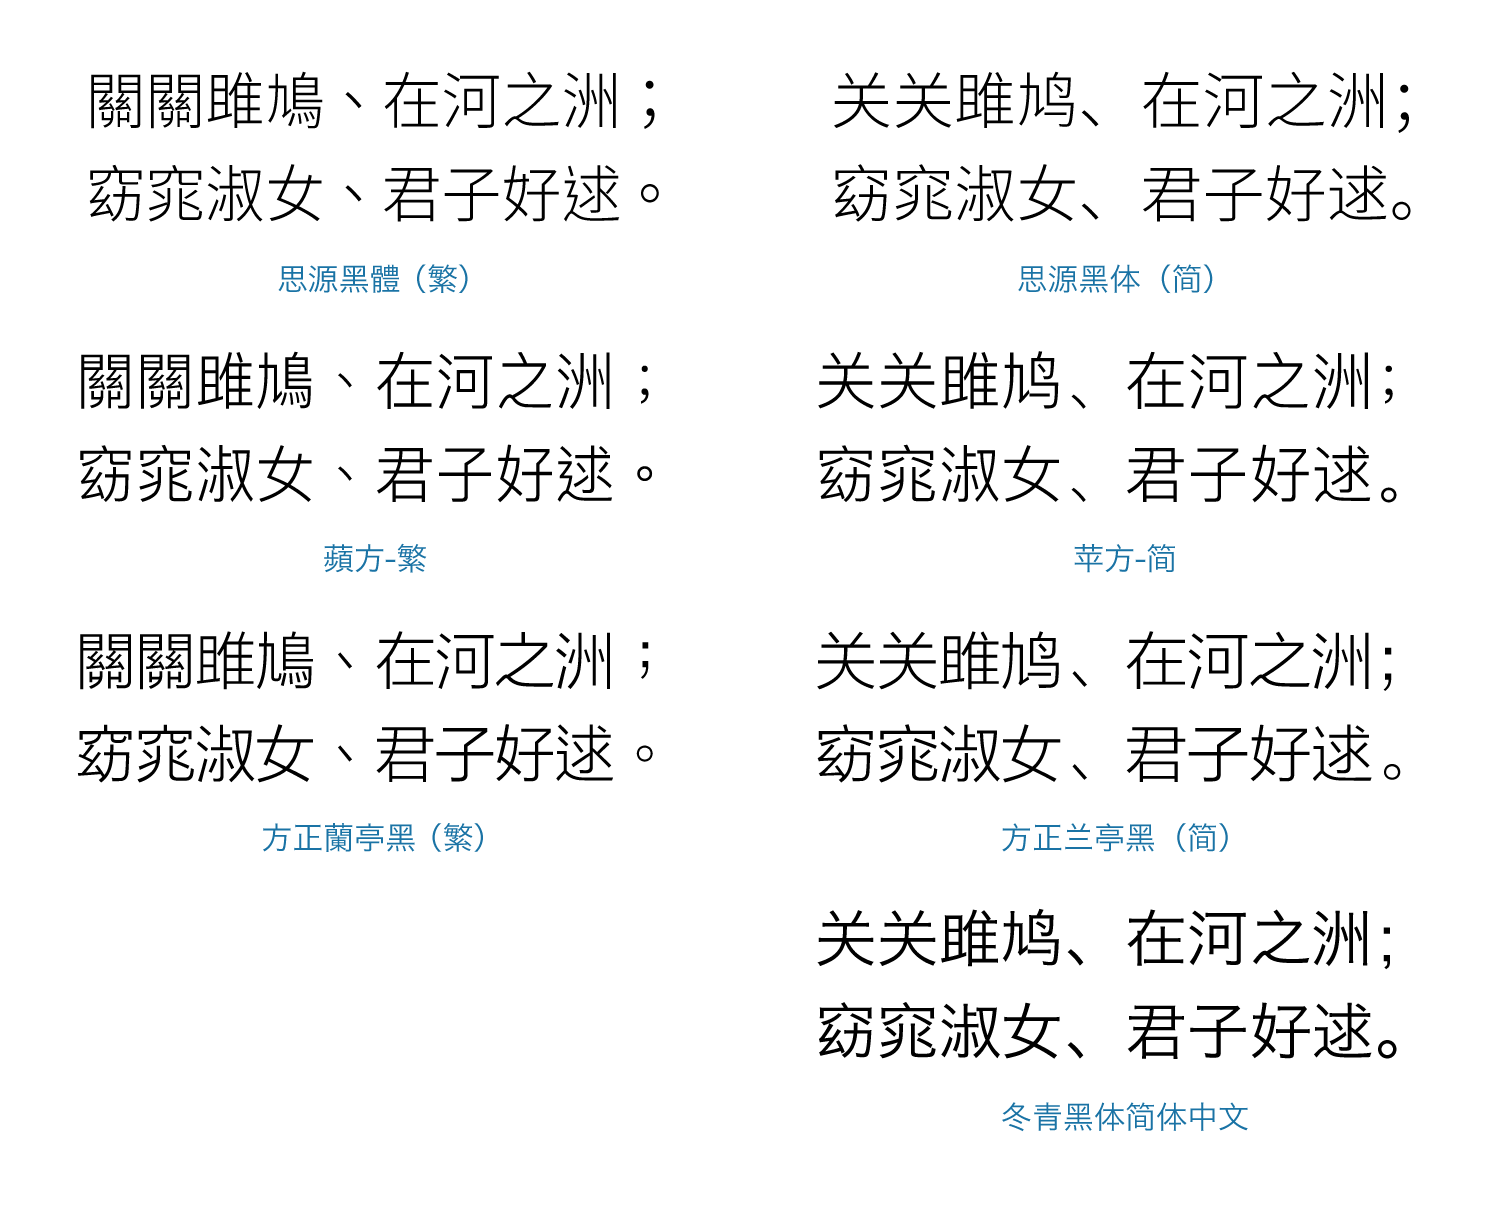 關關雎鳩、在河之洲；
窈窕淑女、君子好逑。
思源黑體（繁）
关关雎鸠、在河之洲；
窈窕淑女、君子好逑。
思源黑体（简）
關關雎鳩、在河之洲；
窈窕淑女、君子好逑。
蘋方-繁
关关雎鸠、在河之洲；
窈窕淑女、君子好逑。
苹方-简
關關雎鳩、在河之洲；
窈窕淑女、君子好逑。
方正蘭亭黑（繁）
关关雎鸠、在河之洲；
窈窕淑女、君子好逑。
方正兰亭黑（简）
关关雎鸠、在河之洲；
窈窕淑女、君子好逑。
冬青黑体简体中文